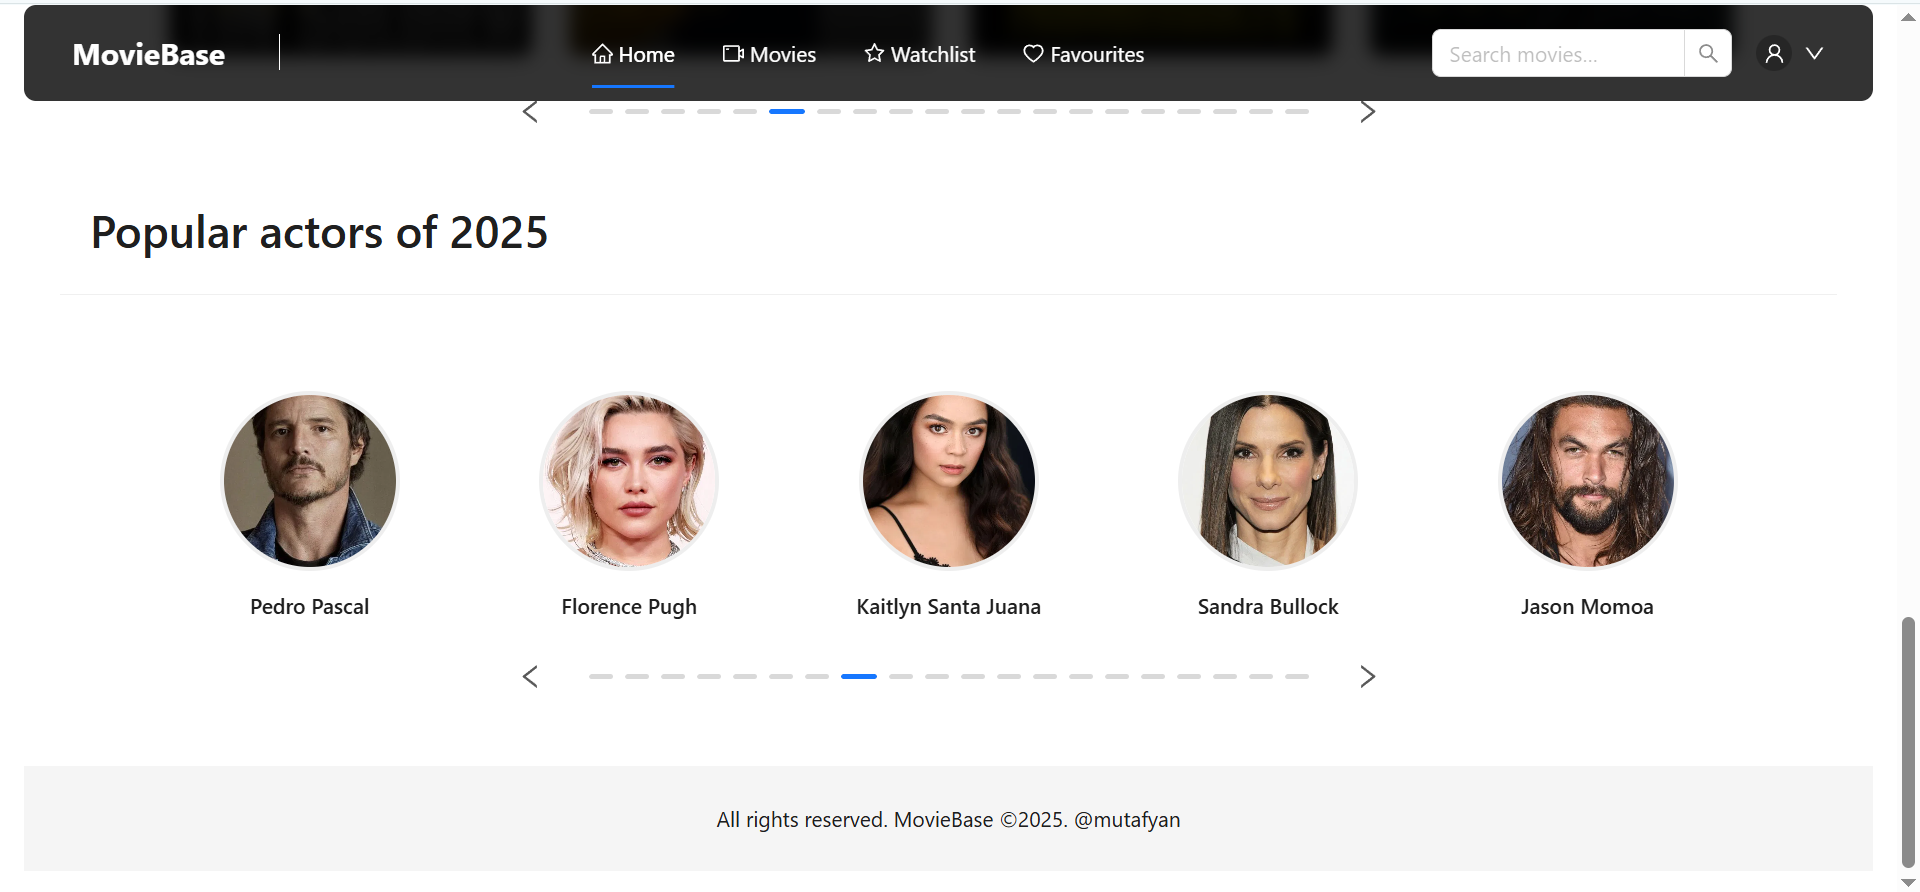 MovieBase
Home
Movies
Watchlist
Favourites
Search movies...
Popular actors of 2025
Pedro Pascal
Florence Pugh
Kaitlyn Santa Juana
Sandra Bullock
Jason Momoa
All rights reserved. MovieBase ©2025. @mutafyan